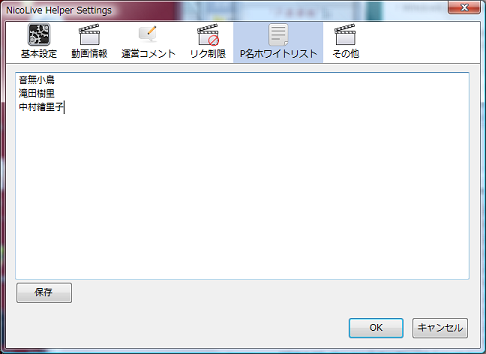 NicoLive Helper Settings
基本設定
動画情報
運営コメント
リク制限
P名ホワイトリスト
その他
音無小鳥
滝田樹里
中村繪里子
保存
OK
キャンセル